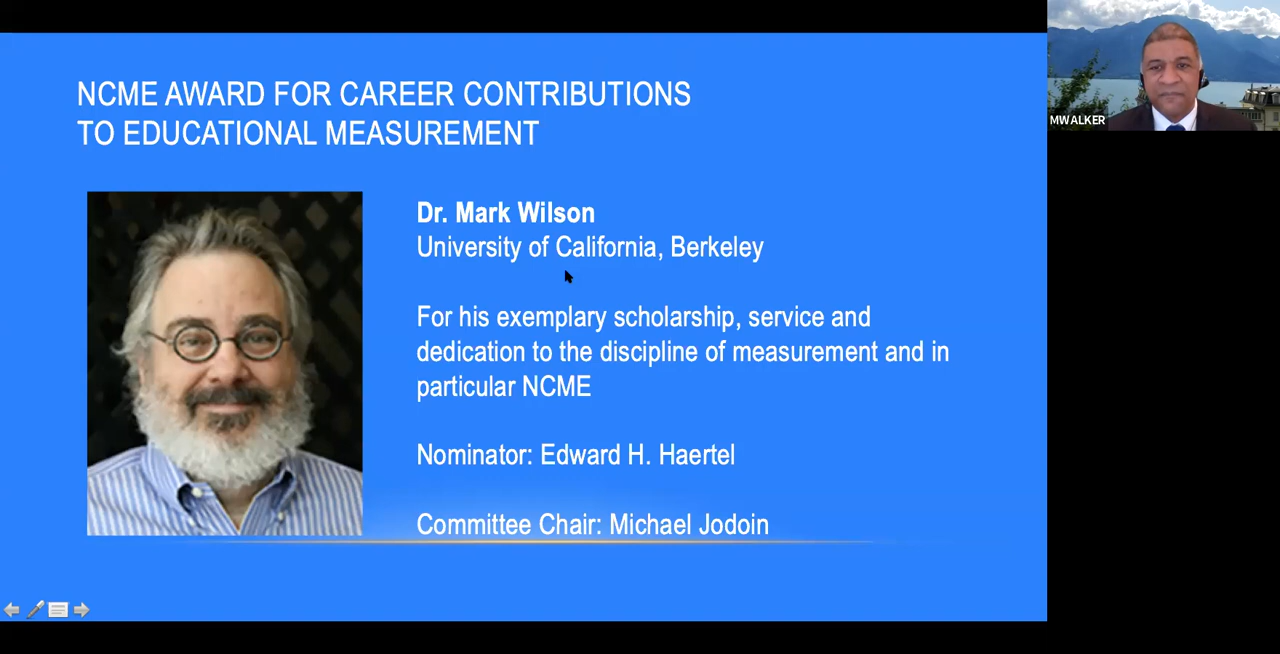 NCME AWARD FOR CAREER CONTRIBUTIONS
TO EDUCATIONAL MEASUREMENT
Dr. Mark Wilson
University of California, Berkeley
For his exemplary scholarship, service and
dedication to the discipline of measurement and in
particular NCME
Nominator: Edward H. Haertel
Committee Chair: Michael Jodoin
MWALKER